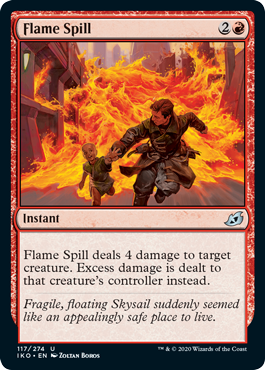 Flame Spill 2
Instant
Flame Spill deals 4 damage to target
creature. Excess damage is dealt to
that creature's controller instead.
Fragile, floating Skysail suddenly seemed
like an appealingly safe place to live.
117/274 U
IKO • EN Zoltan Boros
™ & © 2020 Wizards of the Coast